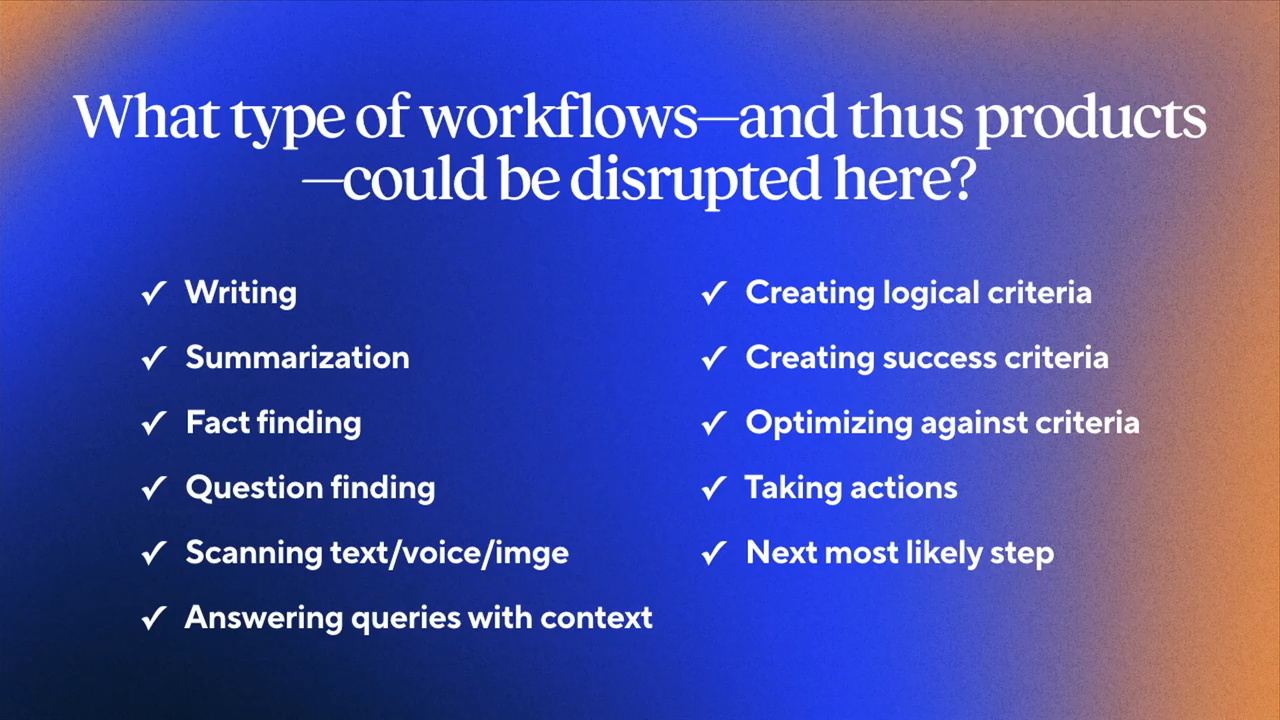 What type of workflows—and thus products
—could be disrupted here?
✓ Writing
✓ Summarization
✓ Fact finding
✓ Question finding
✓ Scanning text/voice/imge
✓ Answering queries with context
✓ Creating logical criteria
✓ Creating success criteria
✓ Optimizing against criteria
✓ Taking actions
✓ Next most likely step